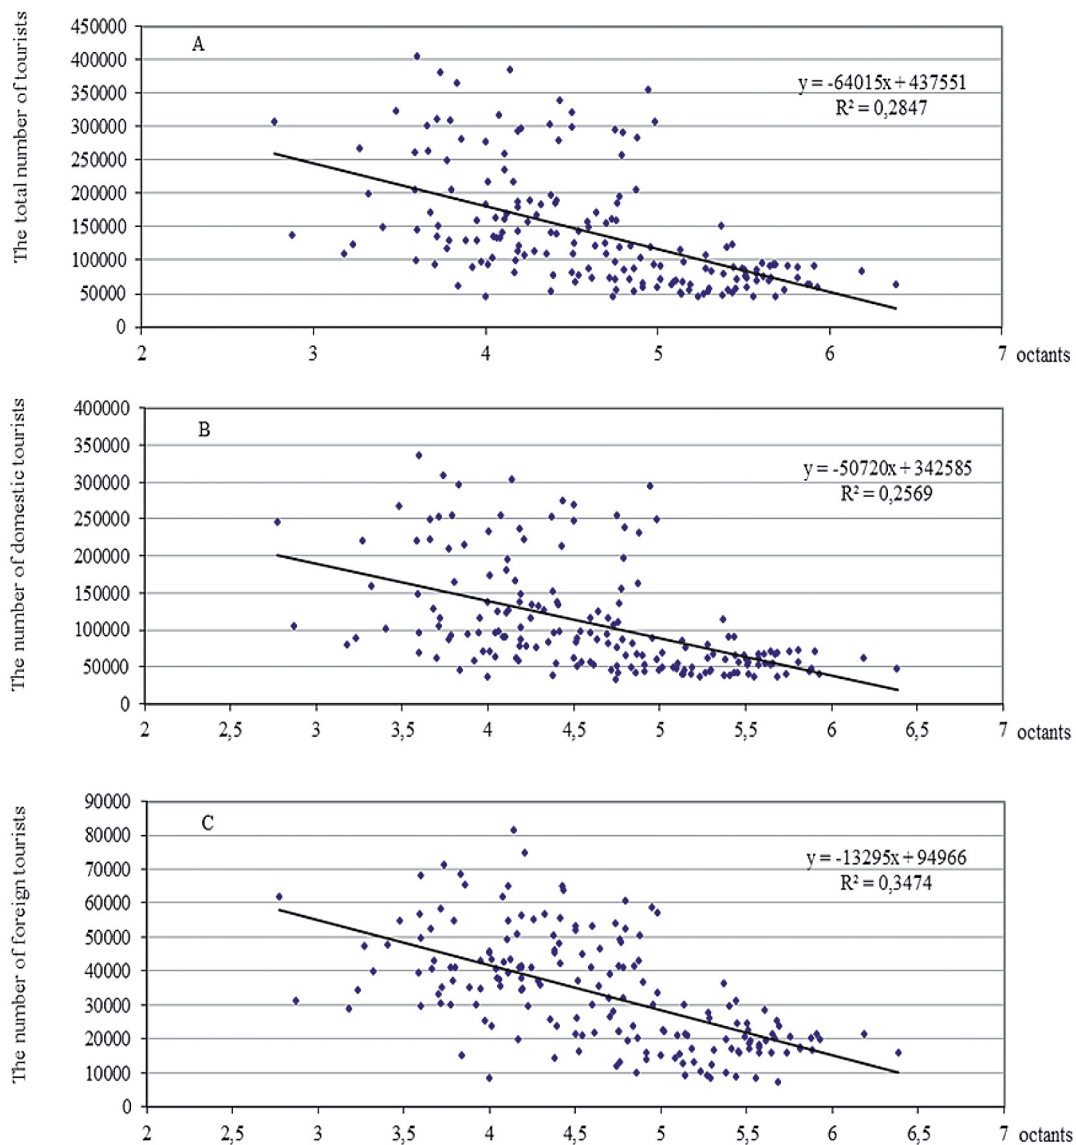 The total number of tourists
A
y = -64015x + 437551
R² = 0,2847
450000
400000
350000
300000
250000
200000
150000
100000
50000
0
2 3 4 5 6 7 octants
The number of domestic tourists
B
y = -50720x + 342585
R² = 0,2569
400000
350000
300000
250000
200000
150000
100000
50000
0
2 2,5 3 3,5 4 4,5 5 5,5 6 6,5 7 octants
The number of foreign tourists
C
y = -13295x + 94966
R² = 0,3474
90000
80000
70000
60000
50000
40000
30000
20000
10000
0
2 2,5 3 3,5 4 4,5 5 5,5 6 6,5 7 octants